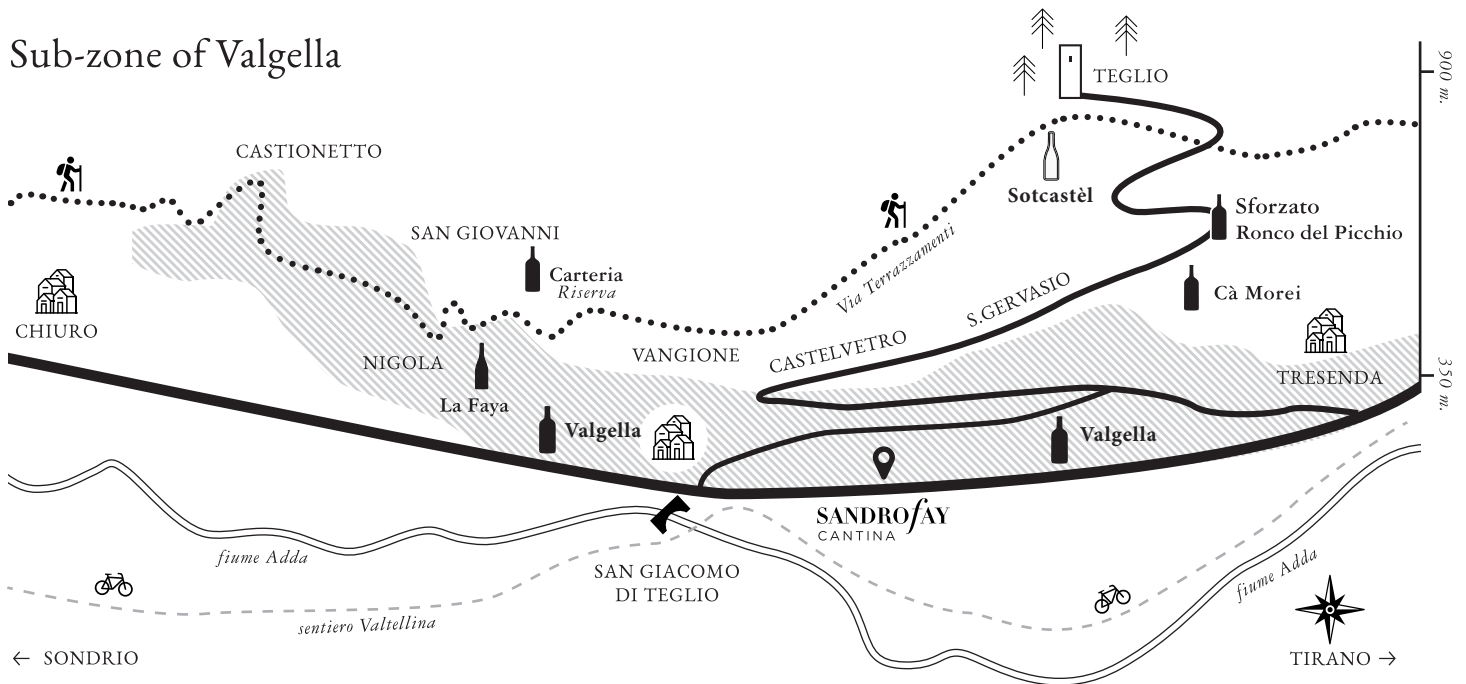 Sub-zone of Valgella
TEGLIO
900 m.
CASTIONETTO
Sotcastèl
Sforzato
Ronco del Picchio
SAN GIOVANNI
Carteria
Riserva
Via Terrazzamenti
Cà Morei
S.GERVASIO
CHIURO
NIGOLA
VANGIONE
CASTELVETRO
TRESENDA
350 m.
La Faya
Valgella
Valgella
SANDROFAY
CANTINA
fiume Adda
SAN GIACOMO
DI TEGLIO
fiume Adda
sentiero Valtellina
← SONDRIO
TIRANO →